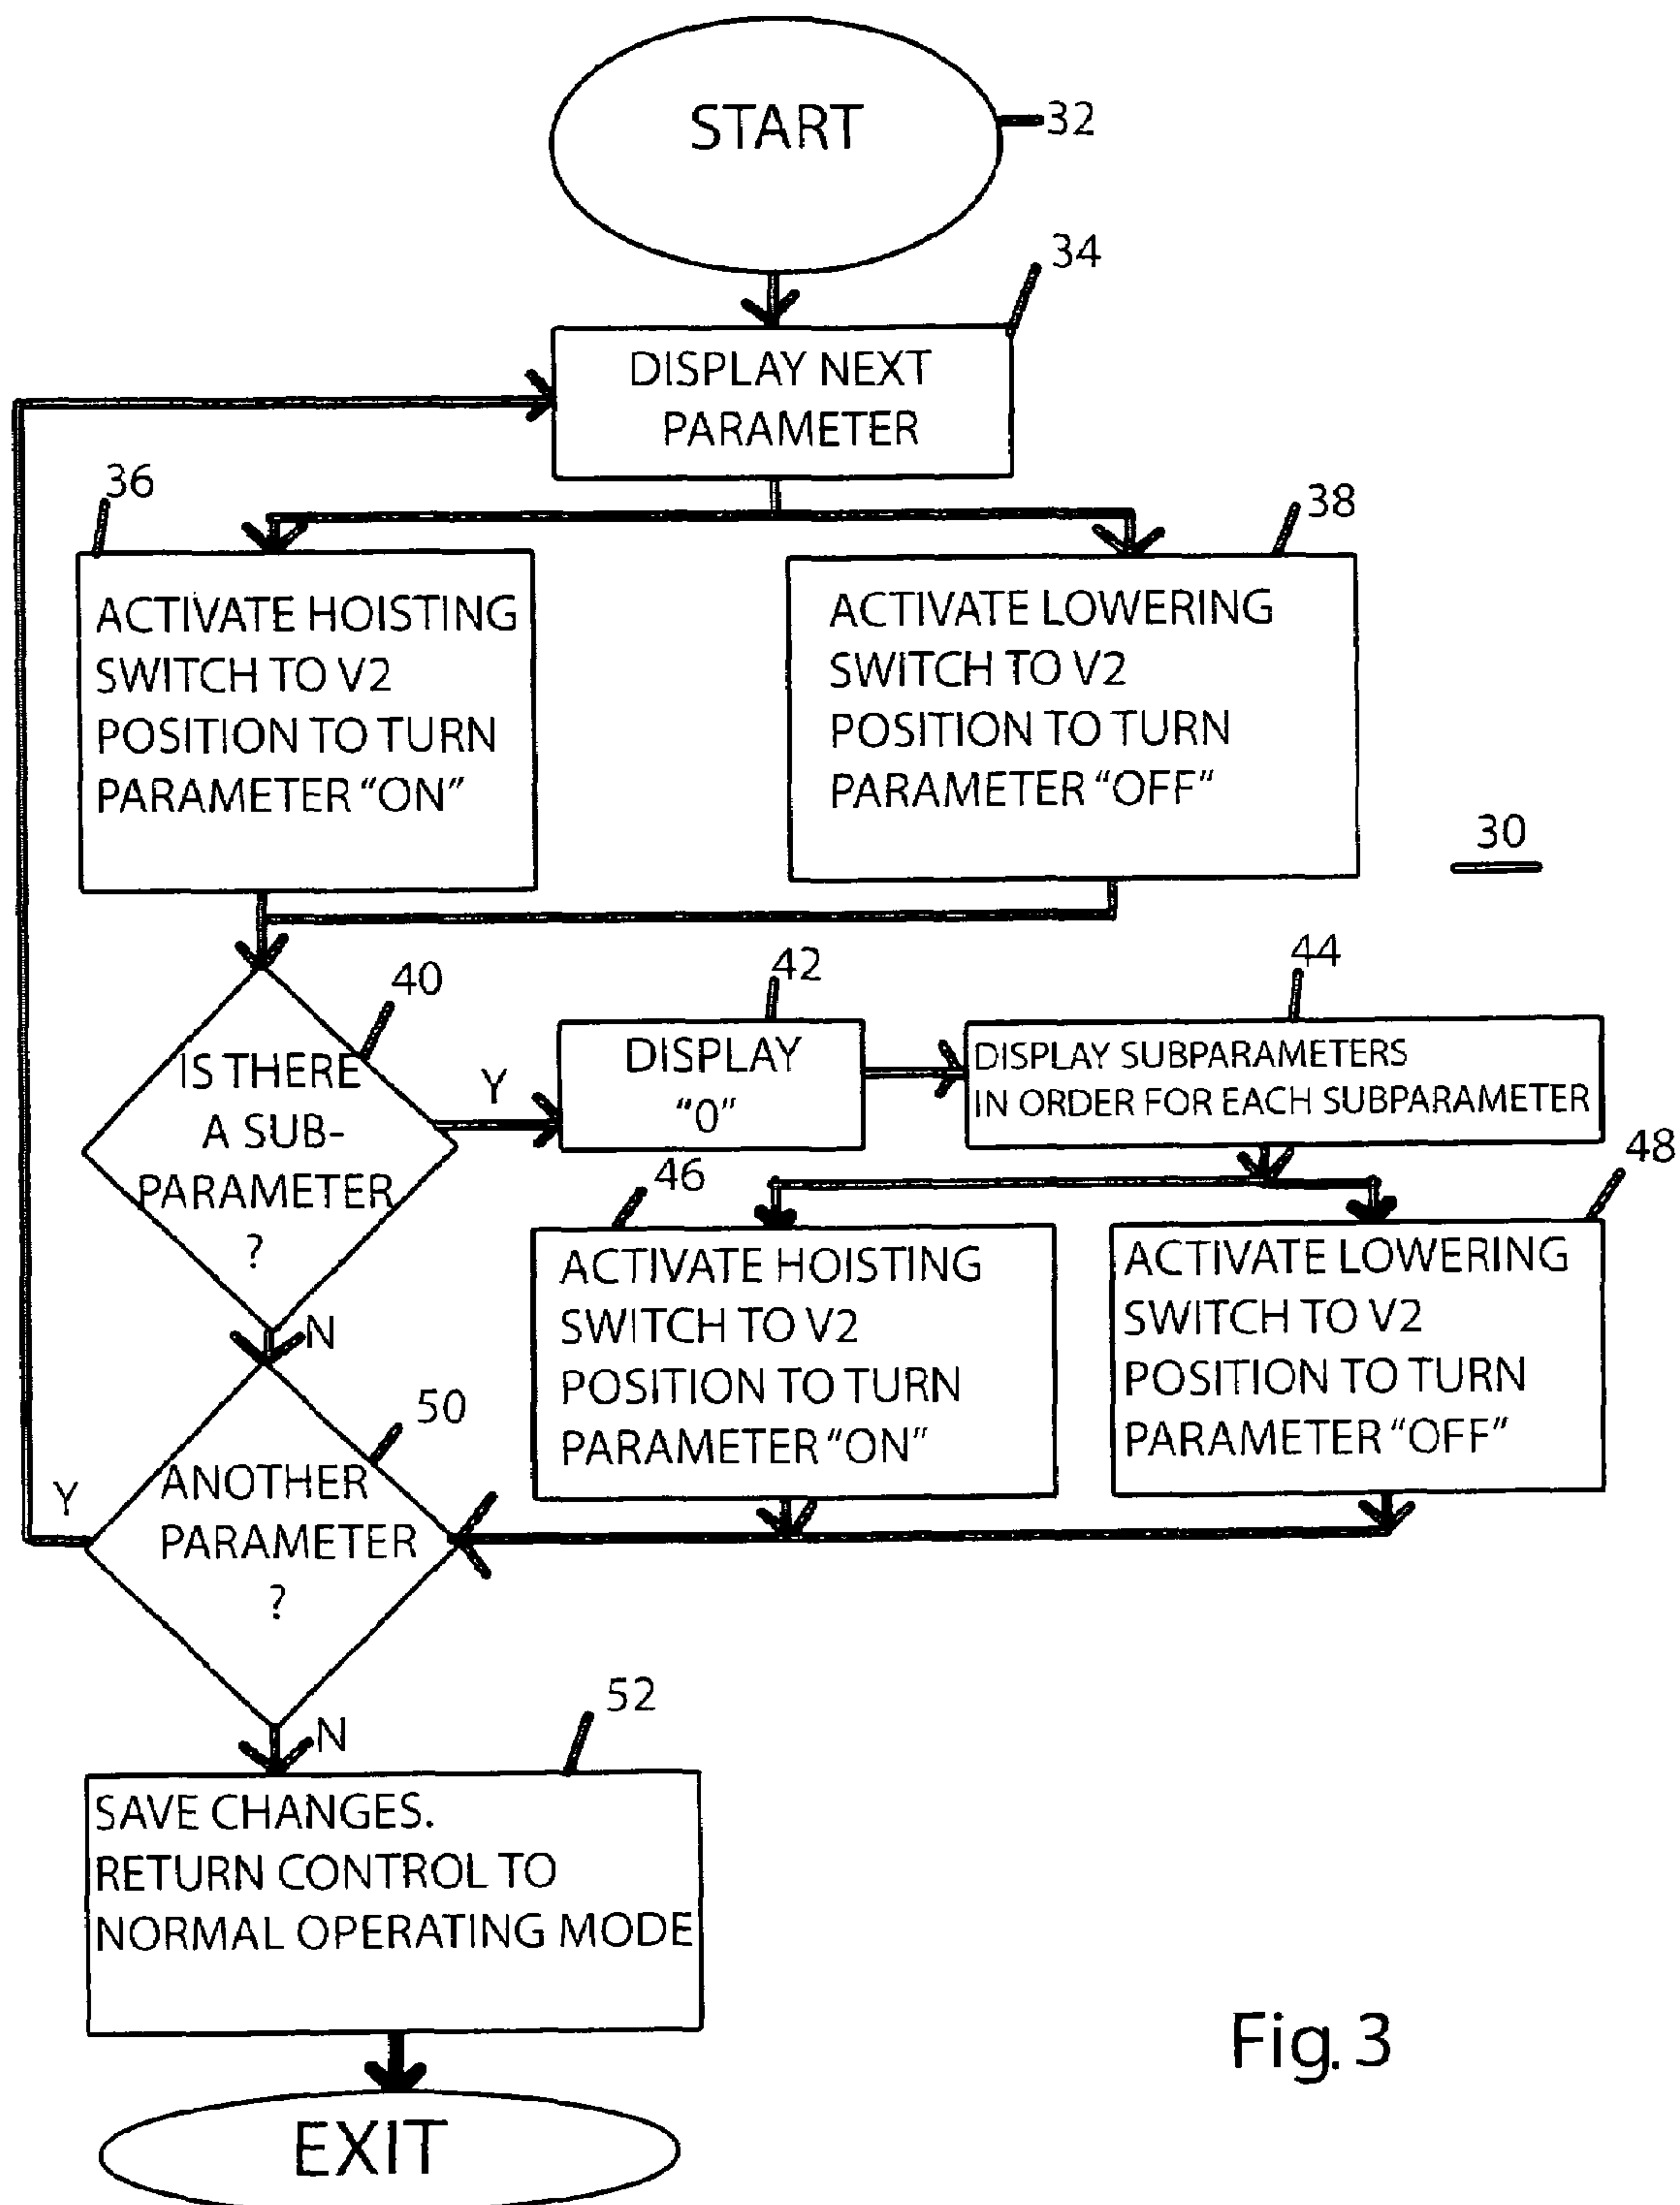 START
32
34
DISPLAY NEXT
PARAMETER
36
38
ACTIVATE HOISTING
SWITCH TO V2
POSITION TO TURN
PARAMETER "ON"
ACTIVATE LOWERING
SWITCH TO V2
POSITION TO TURN
PARAMETER "OFF"
30
40
42
44
IS THERE
A SUB-
PARAMETER
?
Y
DISPLAY
"0"
DISPLAY SUBPARAMETERS
IN ORDER FOR EACH SUBPARAMETER
46
48
N
ACTIVATE HOISTING
SWITCH TO V2
POSITION TO TURN
PARAMETER "ON"
ACTIVATE LOWERING
SWITCH TO V2
POSITION TO TURN
PARAMETER "OFF"
50
Y
ANOTHER
PARAMETER
?
N
52
SAVE CHANGES.
RETURN CONTROL TO
NORMAL OPERATING MODE
EXIT
Fig. 3